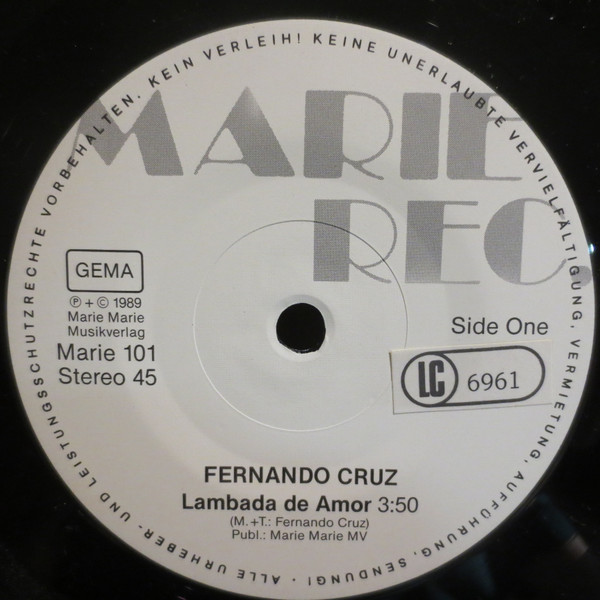 ALLE URHEBER- UND LEISTUNGSSCHUTZRECHTE VORBEHALTEN. KEIN VERLEIH! KEINE UNERLAUBTE VERVIELFÄLTIGUNG, VERMIETUNG, AUFFÜHRUNG, SENDUNG! ·
MARIE
REC.
GEMA
℗ + © 1989
Marie Marie
Musikverlag
Marie 101
Stereo 45
Side One
LC 6961
FERNANDO CRUZ
Lambada de Amor 3:50
(M.+T.: Fernando Cruz)
Publ.: Marie Marie MV